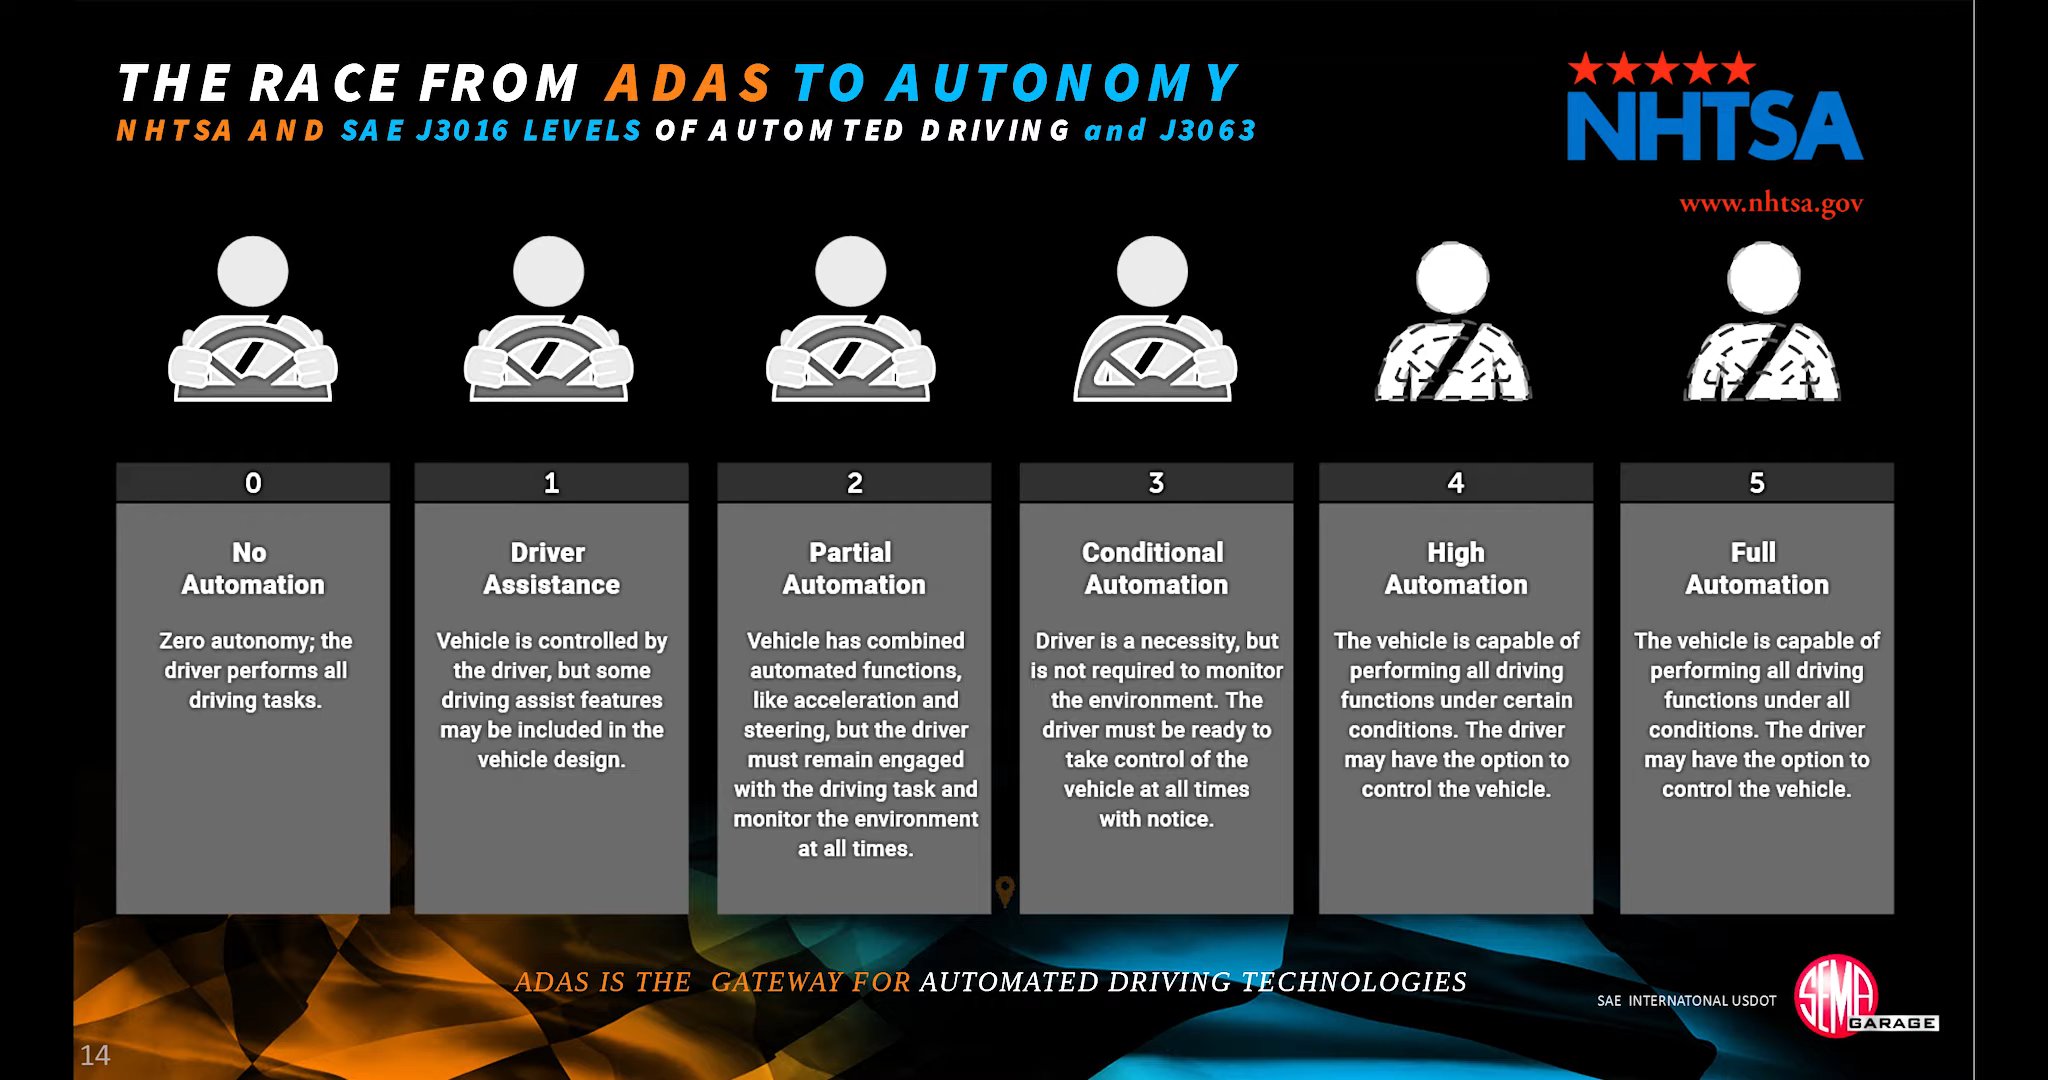 THE RACE FROM ADAS TO AUTONOMY
NHTSA AND SAE J3016 LEVELS OF AUTOMTED DRIVING and J3063
NHTSA
www.nhtsa.gov
0
No
Automation
Zero autonomy; the
driver performs all
driving tasks.
1
Driver
Assistance
Vehicle is controlled by
the driver, but some
driving assist features
may be included in the
vehicle design.
2
Partial
Automation
Vehicle has combined
automated functions,
like acceleration and
steering, but the driver
must remain engaged
with the driving task and
monitor the environment
at all times.
3
Conditional
Automation
Driver is a necessity, but
is not required to monitor
the environment. The
driver must be ready to
take control of the
vehicle at all times
with notice.
4
High
Automation
The vehicle is capable of
performing all driving
functions under certain
conditions. The driver
may have the option to
control the vehicle.
5
Full
Automation
The vehicle is capable of
performing all driving
functions under all
conditions. The driver
may have the option to
control the vehicle.
ADAS IS THE GATEWAY FOR AUTOMATED DRIVING TECHNOLOGIES
SAE INTERNATONAL USDOT
SEMA
GARAGE
14